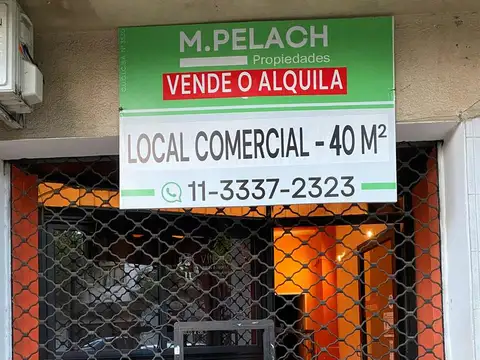 M.PELACH
Propiedades
VENDE O ALQUILA
LOCAL COMERCIAL - 40 M²
11-3337-2323